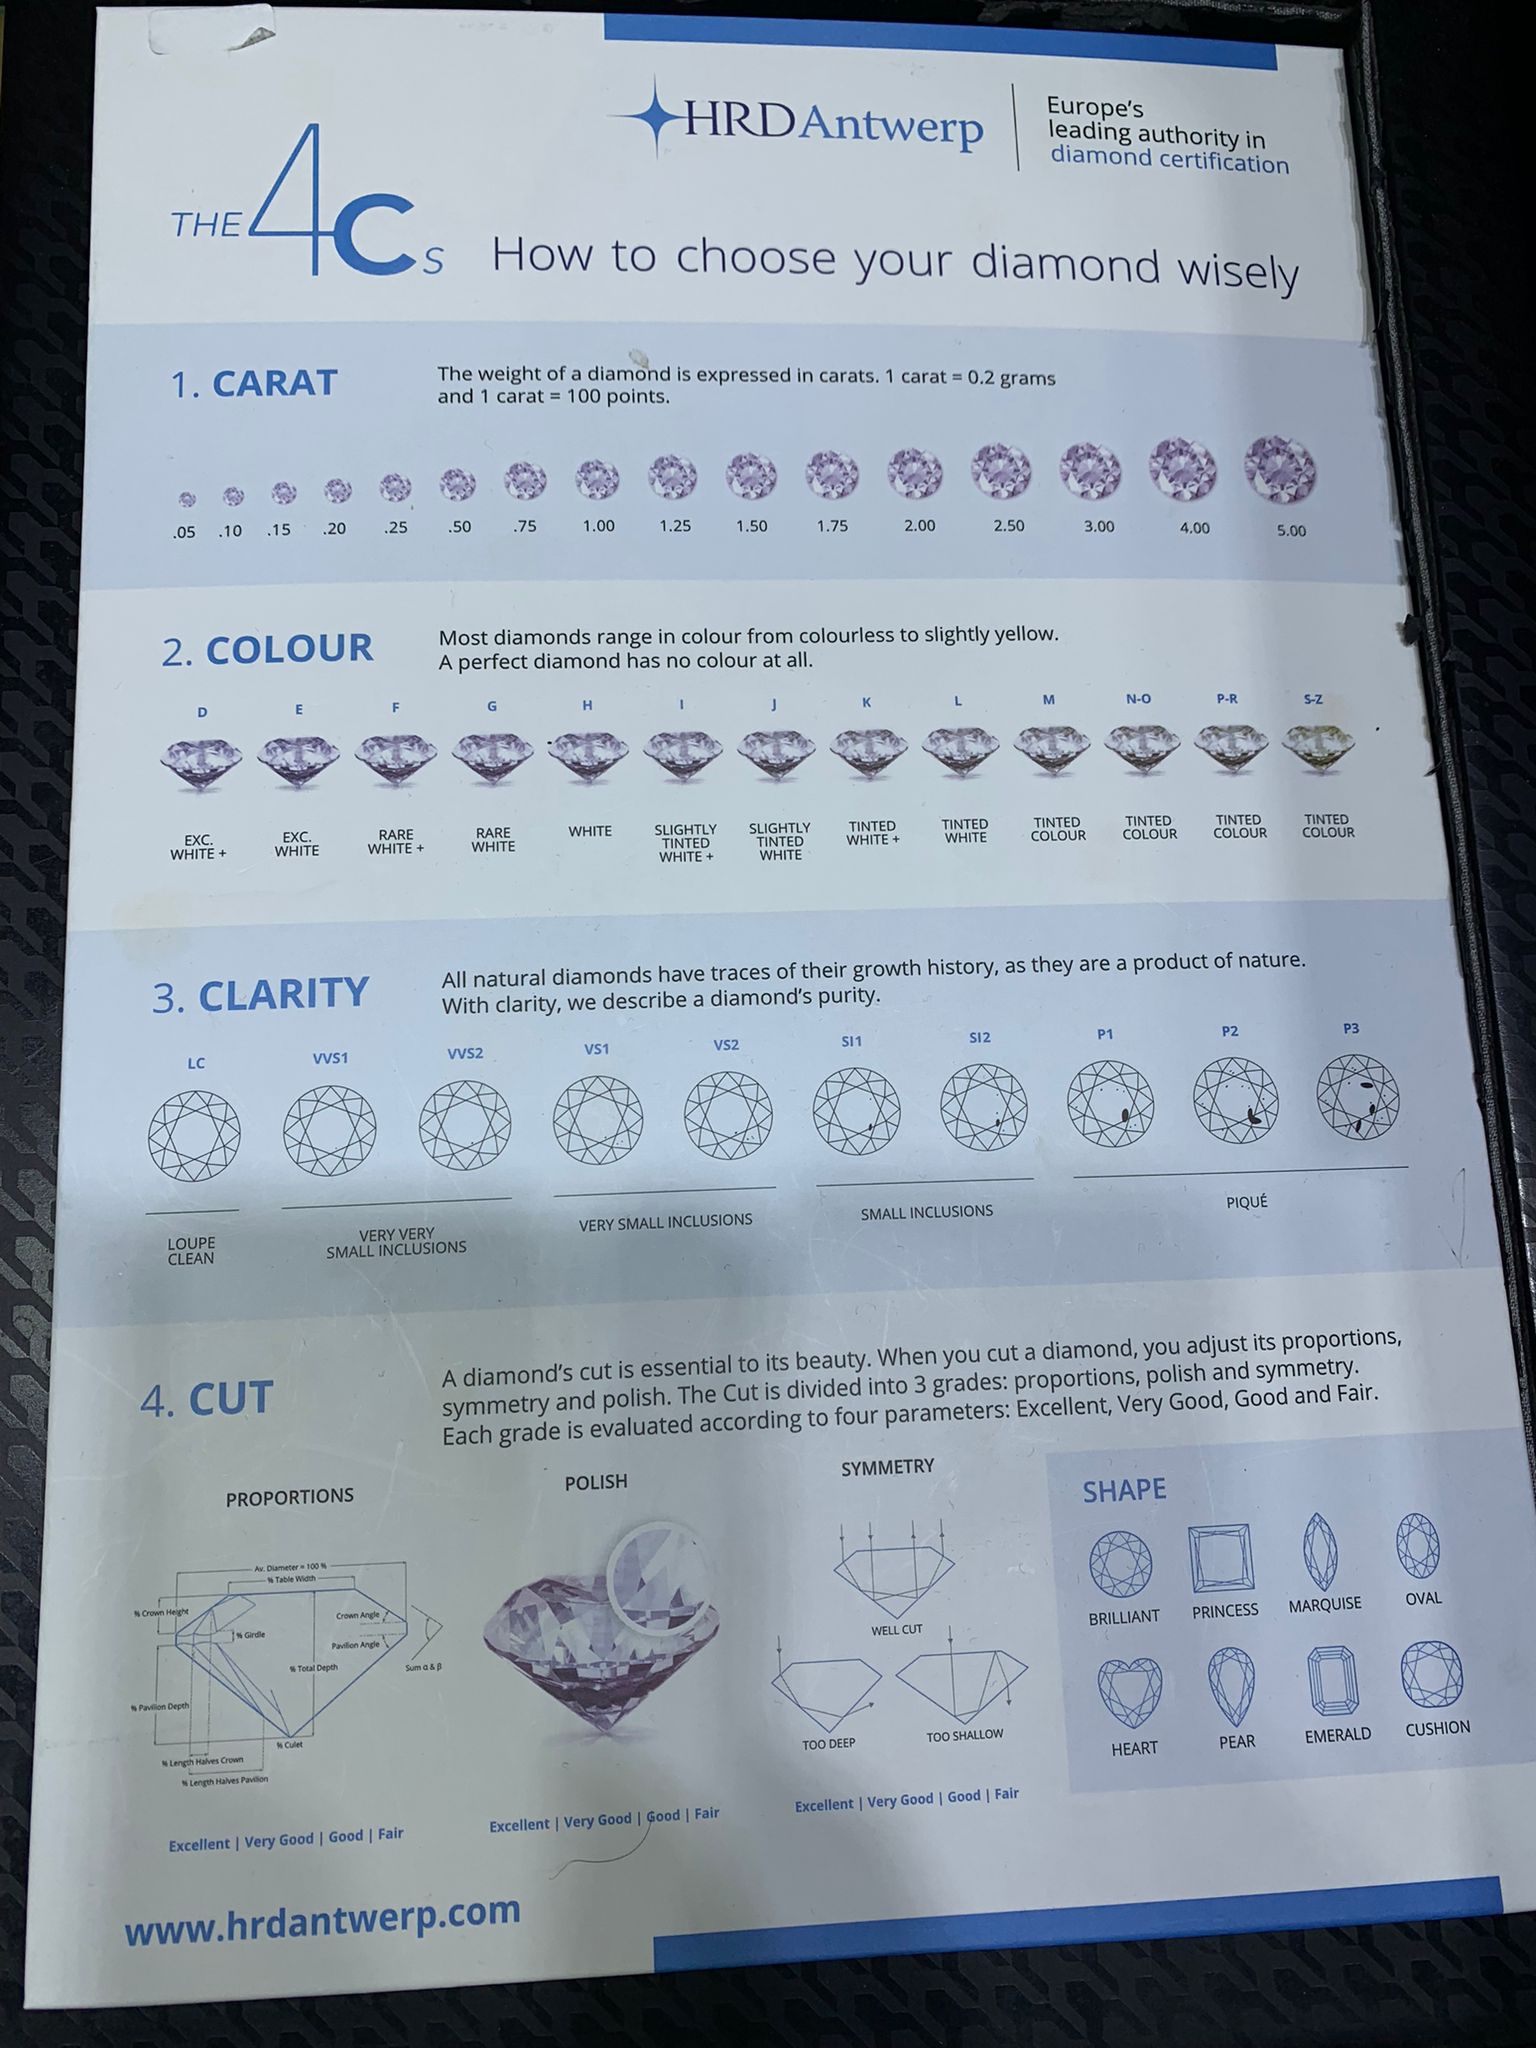 HRDAntwerp
Europe's
leading authority in
diamond certification
THE 4Cs
How to choose your diamond wisely
1. CARAT
The weight of a diamond is expressed in carats. 1 carat = 0.2 grams
and 1 carat = 100 points.
.05 .10 .15 .20 .25 .50 .75 1.00 1.25 1.50 1.75 2.00 2.50 3.00 4.00 5.00
2. COLOUR
Most diamonds range in colour from colourless to slightly yellow.
A perfect diamond has no colour at all.
D E F G H I J K L M N-O P-R S-Z
EXC.
WHITE +
EXC.
WHITE
RARE
WHITE +
RARE
WHITE
WHITE
SLIGHTLY
TINTED
WHITE +
SLIGHTLY
TINTED
WHITE
TINTED
WHITE +
TINTED
WHITE
TINTED
COLOUR
TINTED
COLOUR
TINTED
COLOUR
TINTED
COLOUR
3. CLARITY
All natural diamonds have traces of their growth history, as they are a product of nature.
With clarity, we describe a diamond's purity.
LC VVS1 VVS2 VS1 VS2 SI1 SI2 P1 P2 P3
LOUPE
CLEAN
VERY VERY
SMALL INCLUSIONS
VERY SMALL INCLUSIONS
SMALL INCLUSIONS
PIQUÉ
4. CUT
A diamond's cut is essential to its beauty. When you cut a diamond, you adjust its proportions,
symmetry and polish. The Cut is divided into 3 grades: proportions, polish and symmetry.
Each grade is evaluated according to four parameters: Excellent, Very Good, Good and Fair.
PROPORTIONS
Av. Diameter = 100 %
% Table Width
% Crown Height
Crown Angle
% Girdle
Pavilion Angle
% Total Depth
Sum α & β
% Pavilion Depth
% Culet
% Length Halves Crown
% Length Halves Pavilion
Excellent | Very Good | Good | Fair
POLISH
Excellent | Very Good | Good | Fair
SYMMETRY
WELL CUT
TOO DEEP
TOO SHALLOW
Excellent | Very Good | Good | Fair
SHAPE
BRILLIANT PRINCESS MARQUISE OVAL
HEART PEAR EMERALD CUSHION
www.hrdantwerp.com